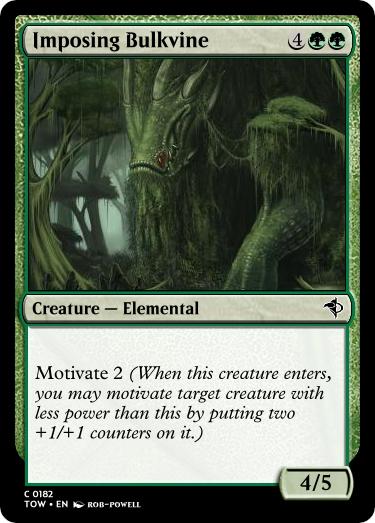 Imposing Bulkvine 4
Creature — Elemental
Motivate 2 (When this creature enters,
you may motivate target creature with
less power than this by putting two
+1/+1 counters on it.)
4/5
C 0182
TOW • EN ROB-POWELL